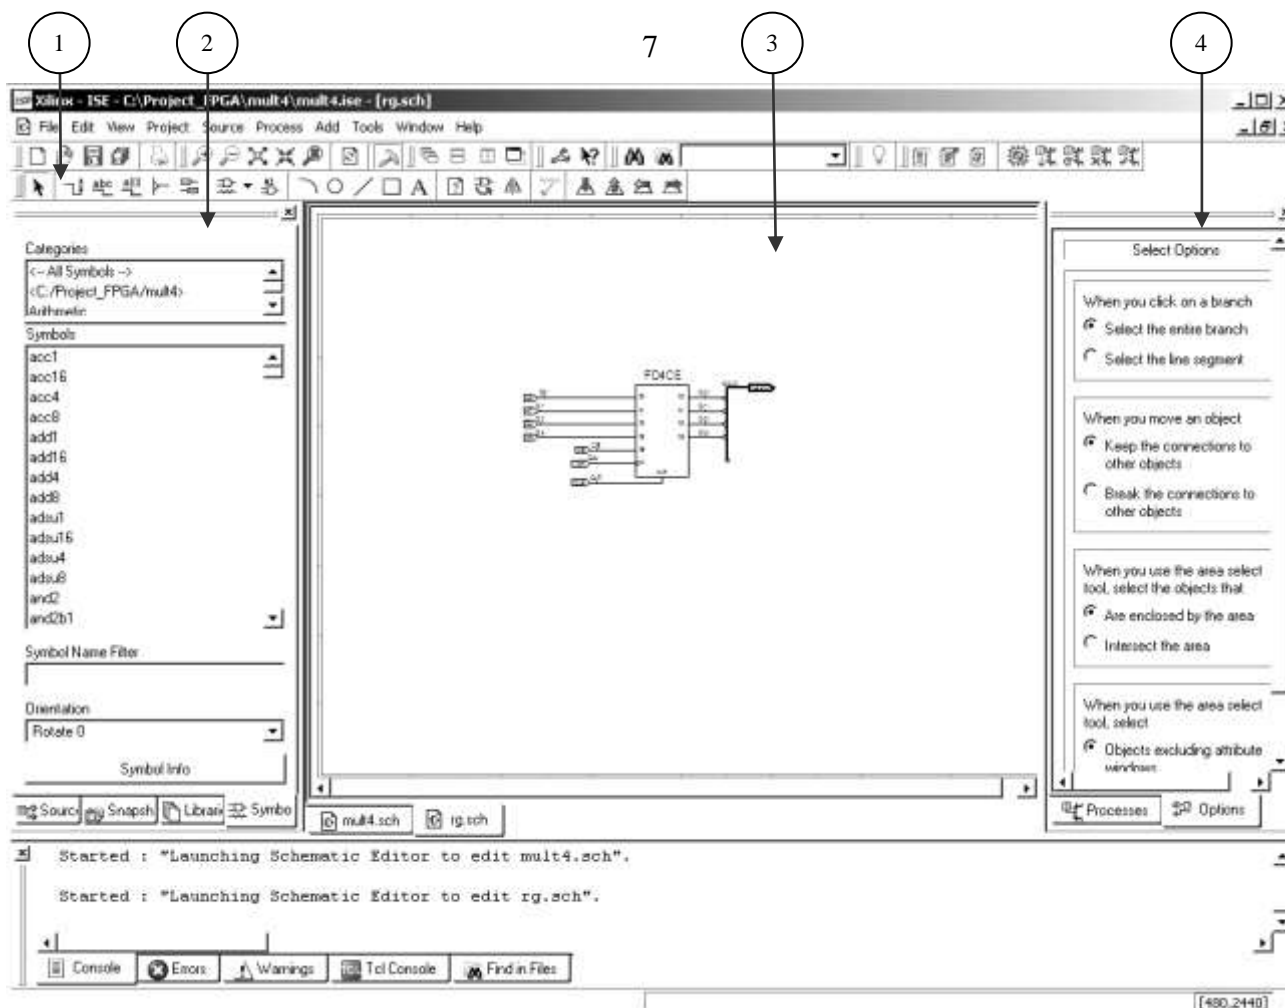 1
2
7
3
4
Xilinx - ISE - C:\Project_FPGA\mult4\mult4.ise - [rg.sch]
File Edit View Project Source Process Add Tools Window Help
Categories
<-- All Symbols -->
<C:/Project_FPGA/mult4>
Arithmetic
Symbols
acc1
acc16
acc4
acc8
add1
add16
add4
add8
adsu1
adsu16
adsu4
adsu8
and2
and2b1
Symbol Name Filter
Orientation
Rotate 0
Symbol Info
Sourc Snapsh Librari Symbo
FD4CE
mult4.sch rg.sch
Select Options
When you click on a branch
Select the entire branch
Select the line segment
When you move an object
Keep the connections to
other objects
Break the connections to
other objects
When you use the area select
tool, select the objects that
Are enclosed by the area
Intersect the area
When you use the area select
tool, select
Objects excluding attribute
windows
Processes Options
Started : "Launching Schematic Editor to edit mult4.sch".
Started : "Launching Schematic Editor to edit rg.sch".
Console Errors Warnings Tcl Console Find in Files
[480,2440]